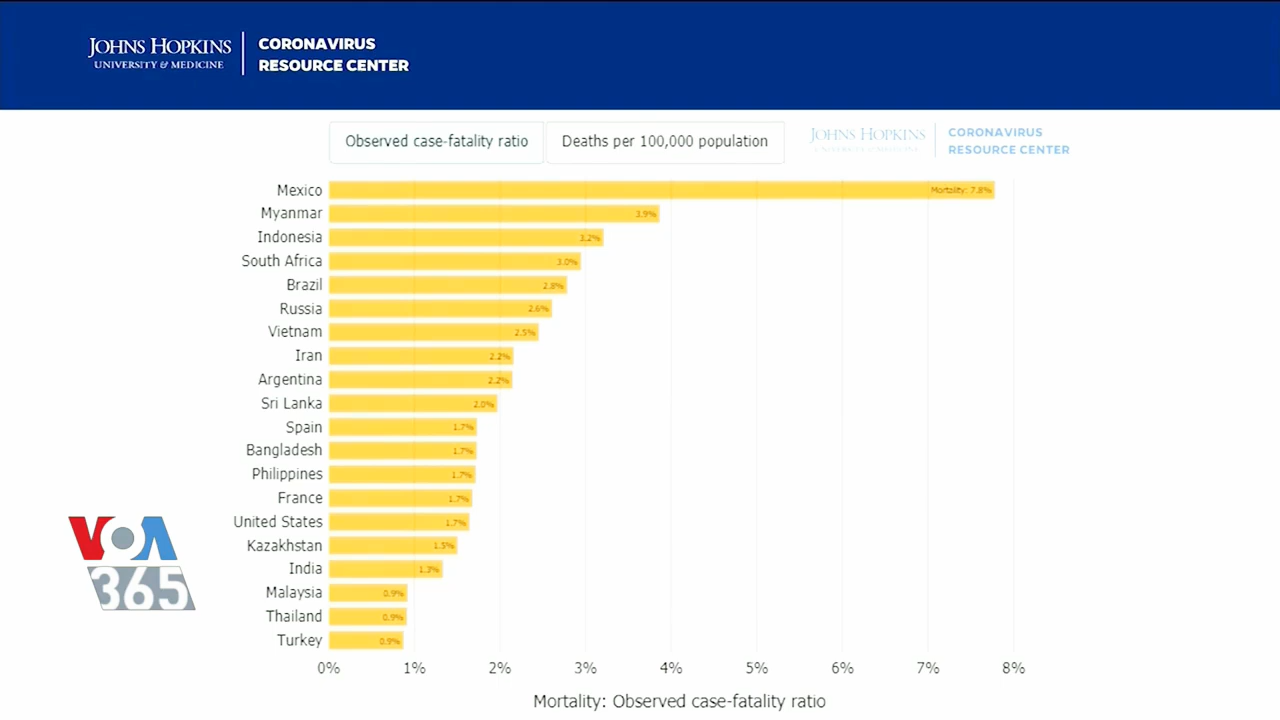 JOHNS HOPKINS
UNIVERSITY & MEDICINE
CORONAVIRUS
RESOURCE CENTER
Observed case-fatality ratio
Deaths per 100,000 population
JOHNS HOPKINS
UNIVERSITY & MEDICINE
CORONAVIRUS
RESOURCE CENTER
Mexico Mortality: 7.8%
Myanmar 3.9%
Indonesia 3.2%
South Africa 3.0%
Brazil 2.8%
Russia 2.6%
Vietnam 2.5%
Iran 2.2%
Argentina 2.2%
Sri Lanka 2.0%
Spain 1.7%
Bangladesh 1.7%
Philippines 1.7%
France 1.7%
United States 1.7%
Kazakhstan 1.5%
India 1.3%
Malaysia 0.9%
Thailand 0.9%
Turkey 0.9%
0% 1% 2% 3% 4% 5% 6% 7% 8%
Mortality: Observed case-fatality ratio
VOA
365